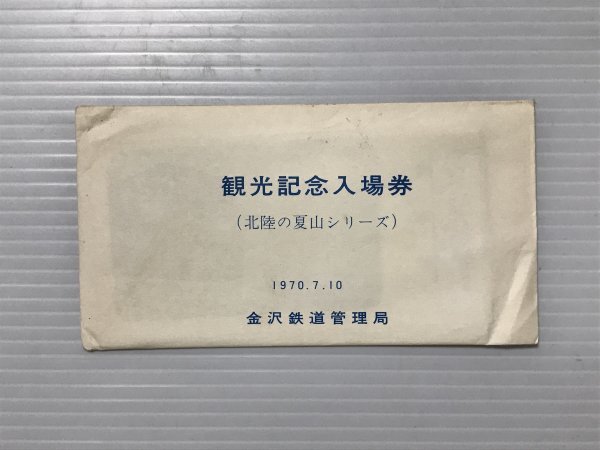 観光記念入場券
(北陸の夏山シリーズ)
1970.7.10
金沢鉄道管理局